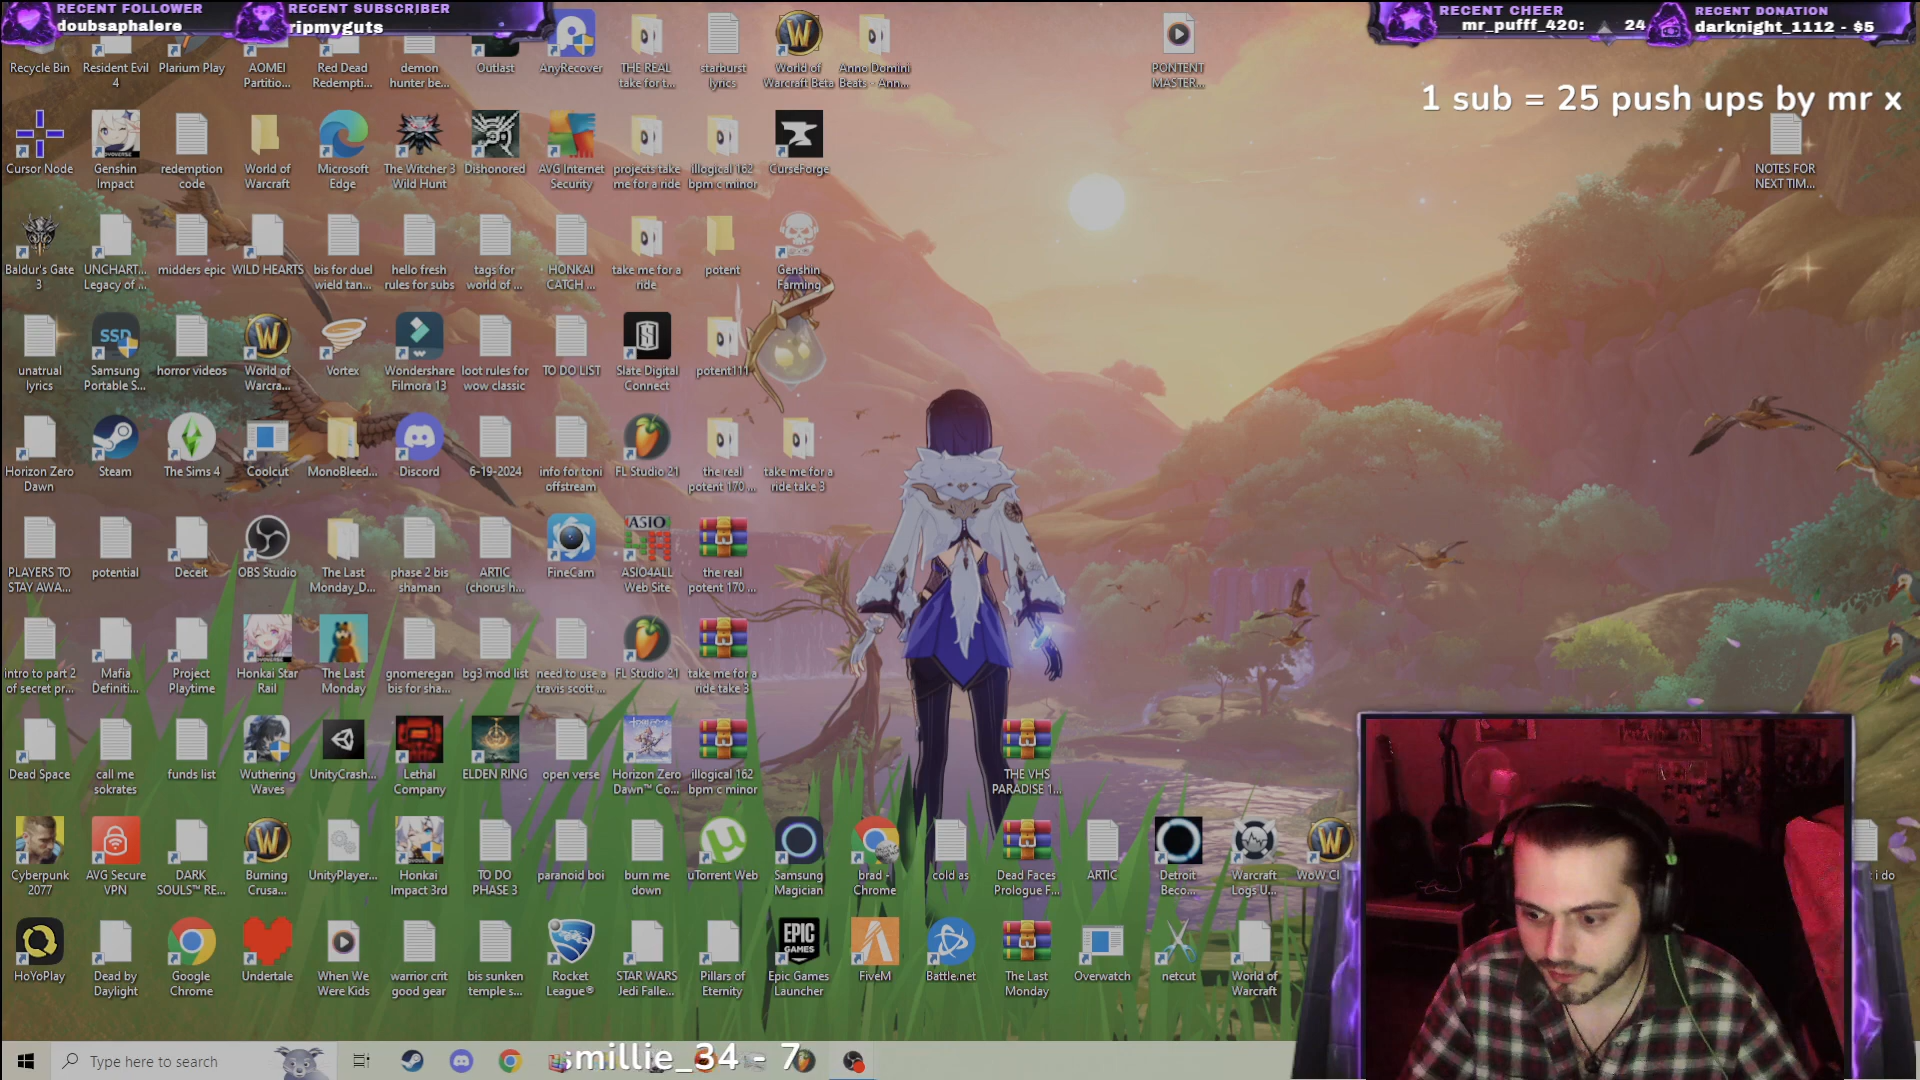 RECENT FOLLOWER
doubsaphalere
RECENT SUBSCRIBER
ripmyguts
RECENT CHEER
mr_pufff_420:
24
RECENT DONATION
darknight_1112 - $5
1 sub = 25 push ups by mr x
Recycle Bin
Resident Evil
4
Plarium Play
AOMEI
Partitio...
Red Dead
Redempti...
demon
hunter be...
Outlast
AnyRecover
THE REAL
take for t...
starburst
lyrics
World of
Warcraft Beta
Anno Domini
Beats - Ann...
PONTENT
MASTER...
Cursor Node
Genshin
Impact
redemption
code
World of
Warcraft
Microsoft
Edge
The Witcher 3
Wild Hunt
Dishonored
AVG Internet
Security
projects take
me for a ride
illogical 162
bpm c minor
CurseForge
NOTES FOR
NEXT TIM...
Baldur's Gate
3
UNCHART...
Legacy of ...
midders epic
WILD HEARTS
bis for duel
wield tan...
hello fresh
rules for subs
tags for
world of ...
HONKAI
CATCH ...
take me for a
ride
potent
Genshin
Farming
unatrual
lyrics
Samsung
Portable S...
horror videos
World of
Warcra...
Vortex
Wondershare
Filmora 13
loot rules for
wow classic
TO DO LIST
Slate Digital
Connect
potent111
Horizon Zero
Dawn
Steam
The Sims 4
Coolcut
MonoBleed...
Discord
6-19-2024
info for toni
offstream
FL Studio 21
the real
potent 170 ...
take me for a
ride take 3
PLAYERS TO
STAY AWA...
potential
Deceit
OBS Studio
The Last
Monday_D...
phase 2 bis
shaman
ARTIC
(chorus h...
FineCam
ASIO4ALL
Web Site
the real
potent 170 ...
intro to part 2
of secret pr...
Mafia
Definiti...
Project
Playtime
Honkai Star
Rail
The Last
Monday
gnomeregan
bis for sha...
bg3 mod list
need to use a
travis scott ...
FL Studio 21
take me for a
ride take 3
Dead Space
call me
sokrates
funds list
Wuthering
Waves
UnityCrash...
Lethal
Company
ELDEN RING
open verse
Horizon Zero
Dawn™ Co...
illogical 162
bpm c minor
THE VHS
PARADISE 1...
Cyberpunk
2077
AVG Secure
VPN
DARK
SOULS™ RE...
Burning
Crusa...
UnityPlayer...
Honkai
Impact 3rd
TO DO
PHASE 3
paranoid boi
burn me
down
uTorrent Web
Samsung
Magician
brad -
Chrome
cold as
Dead Faces
Prologue F...
ARTIC
Detroit
Beco...
Warcraft
Logs U...
WoW Cl
t i do
HoYoPlay
Dead by
Daylight
Google
Chrome
Undertale
When We
Were Kids
warrior crit
good gear
bis sunken
temple s...
Rocket
League®
STAR WARS
Jedi Falle...
Pillars of
Eternity
Epic Games
Launcher
FiveM
Battle.net
The Last
Monday
Overwatch
netcut
World of
Warcraft
Type here to search
smillie_34 - 7